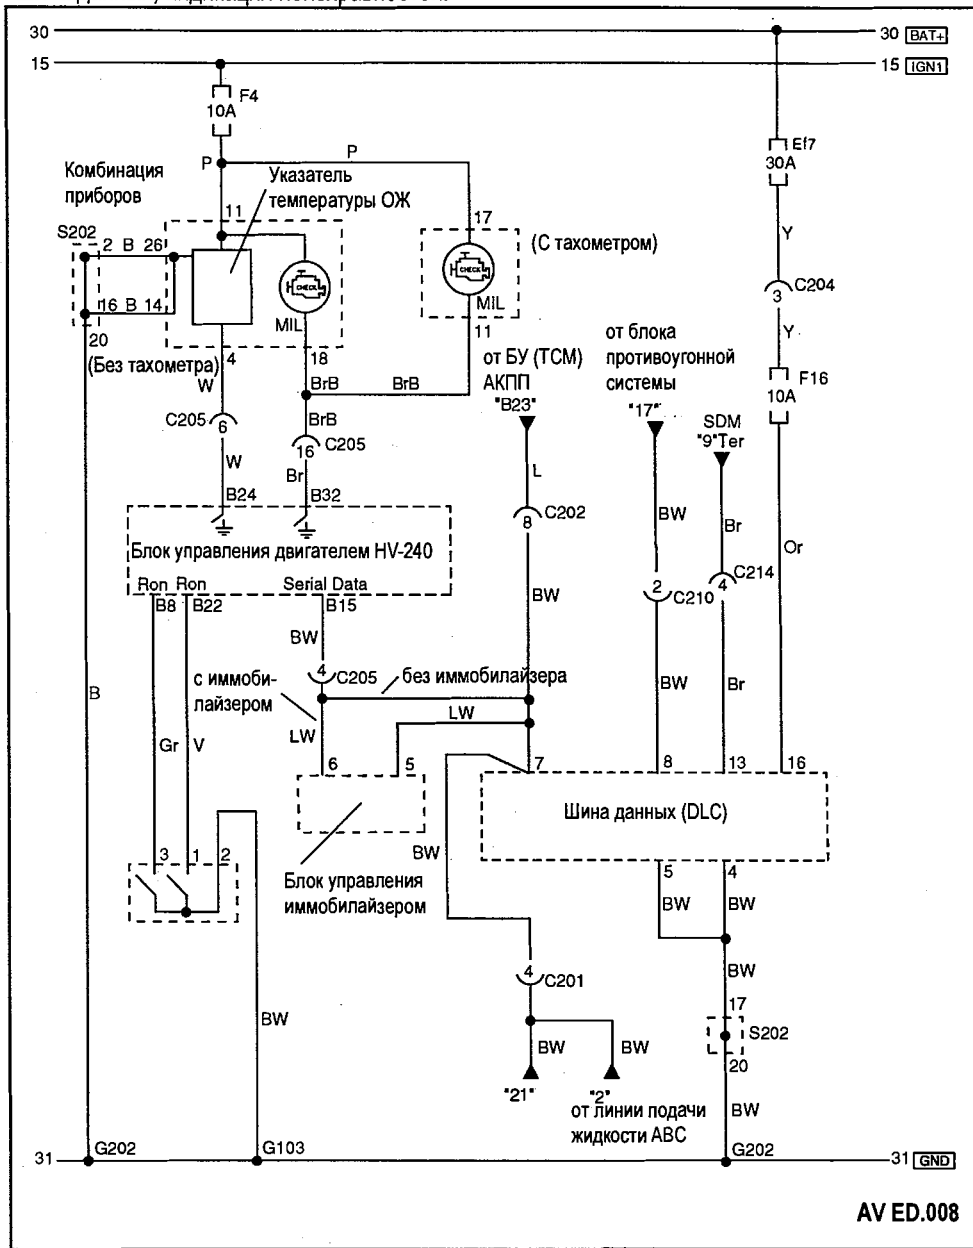 30
30 BAT+
15
15 IGN1
F4
10A
Ef7
30A
P
P
Комбинация
приборов
Указатель
температуры ОЖ
11
17
S202
2 B 26
(С тахометром)
Y
CHECK
CHECK
C204
3
16 B 14
MIL
MIL
20
11
Y
(Без тахометра)
4
18
от БУ (TCM)
АКПП
"B23"
от блока
противоугонной
системы
"17"
F16
10A
W
BrB
BrB
SDM
"9"Ter
C205
6
BrB
16
C205
L
W
Br
B24
B32
C202
8
BW
Br
Or
Блок управления двигателем HV-240
C214
4
2
C210
Ron
Ron
Serial Data
B8
B22
B15
BW
BW
4
C205
без иммобилайзера
с иммоби-
лайзером
BW
Br
B
LW
LW
Gr
V
6
5
7
8
13
16
Шина данных (DLC)
BW
3
1
2
5
4
Блок управления
иммобилайзером
BW
BW
4
C201
BW
BW
17
S202
BW
BW
20
"21"
"2"
от линии подачи
жидкости АВС
BW
31
G202
G103
G202
31 GND
AV ED.008